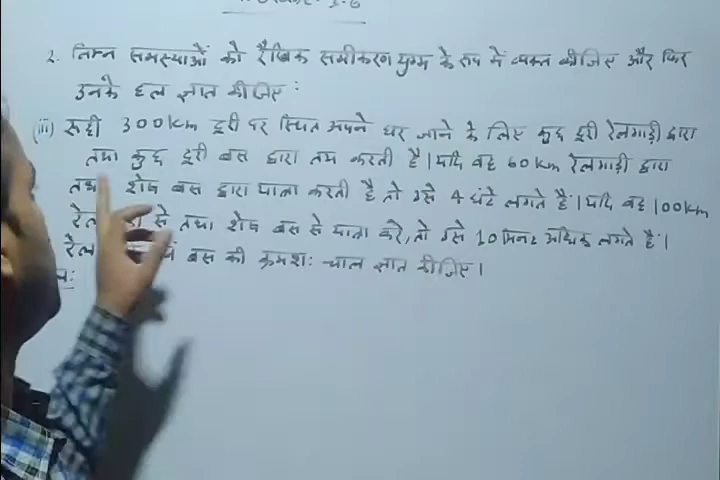 2. निम्न समस्याओं को रैखिक समीकरण युग्म के रूप में व्यक्त कीजिए और फिर
उनके हल ज्ञात कीजिए :
(iii) रूही 300km दूरी पर स्थित अपने घर जाने के लिए कुछ दूरी रेलगाड़ी द्वारा
तथा कुछ दूरी बस द्वारा तय करती है। यदि वह 60km रेलगाड़ी द्वारा
तथा शेष बस द्वारा यात्रा करती है तो उसे 4 घंटे लगते हैं। यदि वह 100km
से तथा शेष बस से यात्रा करे, तो उसे 10 मिनट अधिक लगते हैं।
बस की क्रमशः चाल ज्ञात कीजिए।